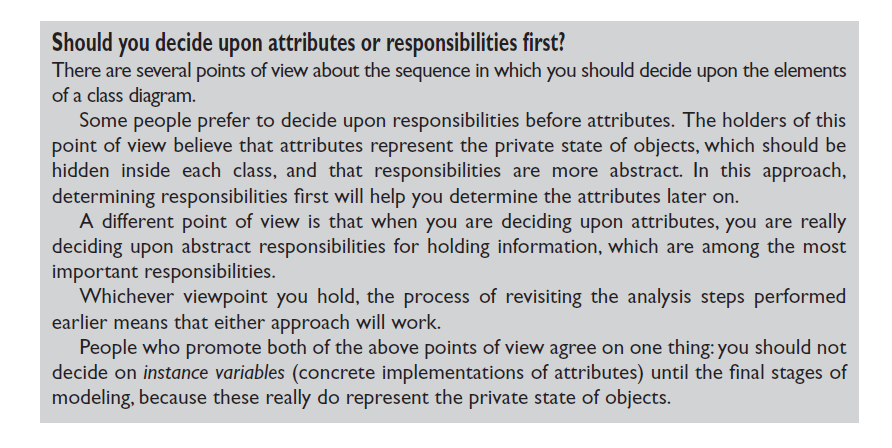 Should you decide upon attributes or responsibilities first?
There are several points of view about the sequence in which you should decide upon the elements
of a class diagram.
Some people prefer to decide upon responsibilities before attributes. The holders of this
point of view believe that attributes represent the private state of objects, which should be
hidden inside each class, and that responsibilities are more abstract. In this approach,
determining responsibilities first will help you determine the attributes later on.
A different point of view is that when you are deciding upon attributes, you are really
deciding upon abstract responsibilities for holding information, which are among the most
important responsibilities.
Whichever viewpoint you hold, the process of revisiting the analysis steps performed
earlier means that either approach will work.
People who promote both of the above points of view agree on one thing: you should not
decide on instance variables (concrete implementations of attributes) until the final stages of
modeling, because these really do represent the private state of objects.